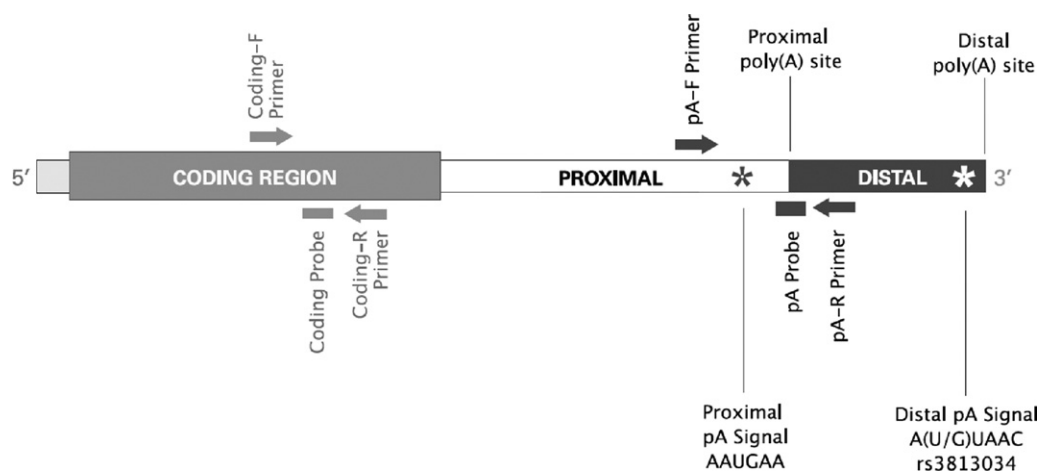 Coding-F
Primer
pA-F Primer
Proximal
poly(A) site
Distal
poly(A) site
5′
CODING REGION
PROXIMAL
*
DISTAL
*
3′
Coding Probe
Coding-R
Primer
pA Probe
pA-R Primer
Proximal
pA Signal
AAUGAA
Distal pA Signal
A(U/G)UAAC
rs3813034